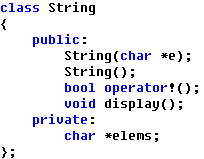 class String
{
public:
String(char *e);
String();
bool operator!();
void display();
private:
char *elems;
};